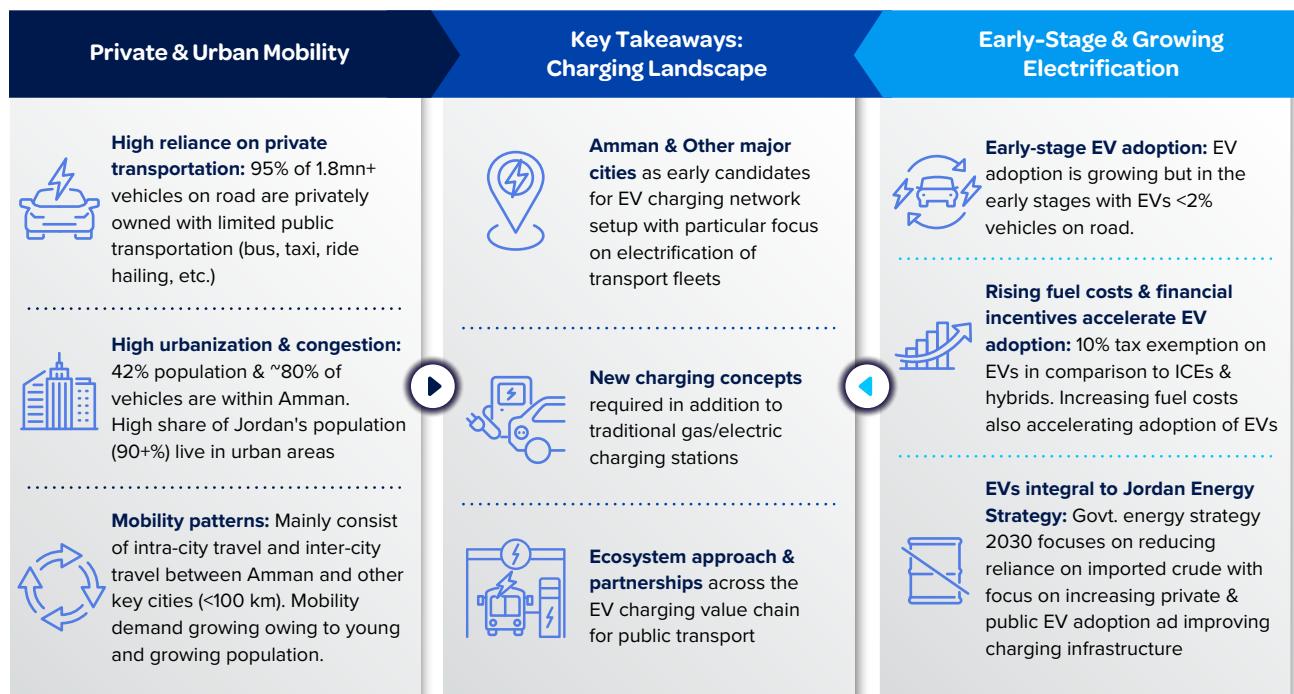 Private & Urban Mobility
High reliance on private
transportation: 95% of 1.8mn+
vehicles on road are privately
owned with limited public
transportation (bus, taxi, ride
hailing, etc.)
High urbanization & congestion:
42% population & ~80% of
vehicles are within Amman.
High share of Jordan's population
(90+%) live in urban areas
Mobility patterns: Mainly consist
of intra-city travel and inter-city
travel between Amman and other
key cities (<100 km). Mobility
demand growing owing to young
and growing population.
Key Takeaways:
Charging Landscape
Amman & Other major
cities as early candidates
for EV charging network
setup with particular focus
on electrification of
transport fleets
New charging concepts
required in addition to
traditional gas/electric
charging stations
Ecosystem approach &
partnerships across the
EV charging value chain
for public transport
Early-Stage & Growing
Electrification
Early-stage EV adoption: EV
adoption is growing but in the
early stages with EVs <2%
vehicles on road.
Rising fuel costs & financial
incentives accelerate EV
adoption: 10% tax exemption on
EVs in comparison to ICEs &
hybrids. Increasing fuel costs
also accelerating adoption of EVs
EVs integral to Jordan Energy
Strategy: Govt. energy strategy
2030 focuses on reducing
reliance on imported crude with
focus on increasing private &
public EV adoption ad improving
charging infrastructure